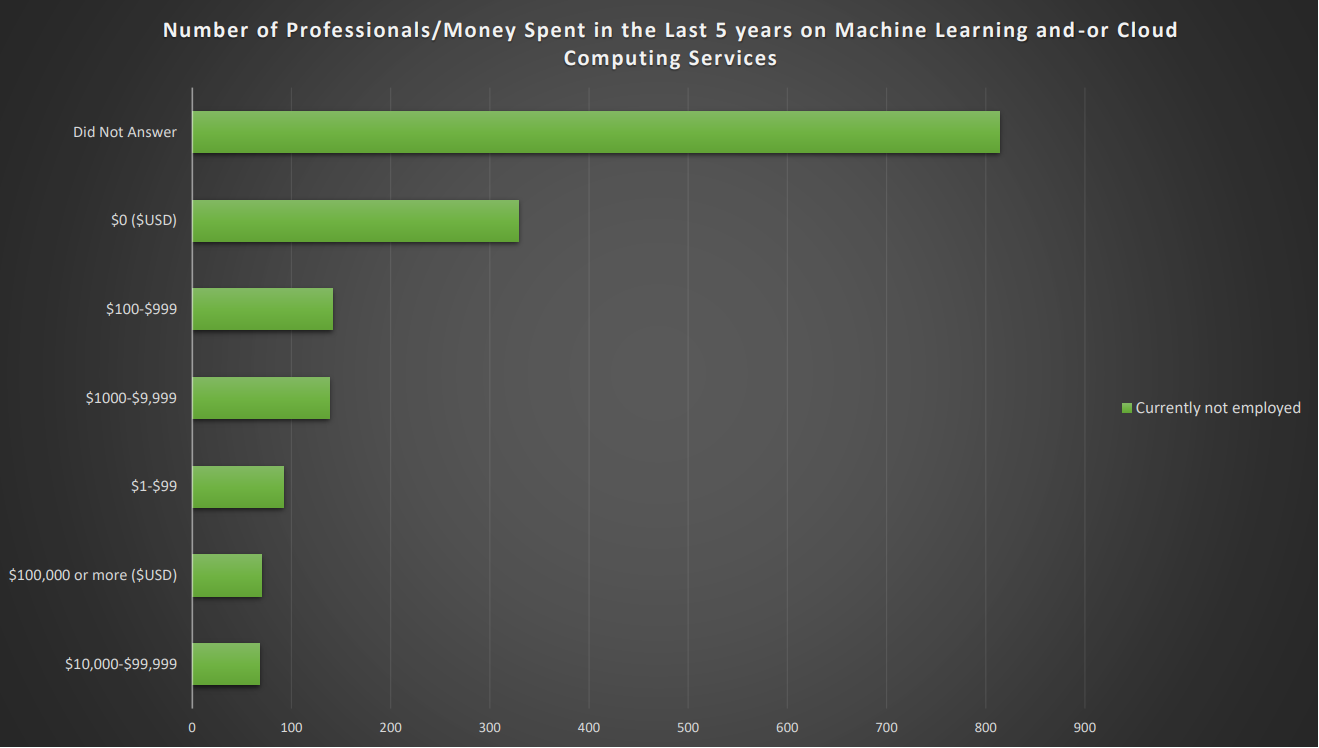 Number of Professionals/Money Spent in the Last 5 years on Machine Learning and-or Cloud
Computing Services
Did Not Answer
$0 ($USD)
$100-$999
$1000-$9,999
$1-$99
$100,000 or more ($USD)
$10,000-$99,999
0 100 200 300 400 500 600 700 800 900
Currently not employed